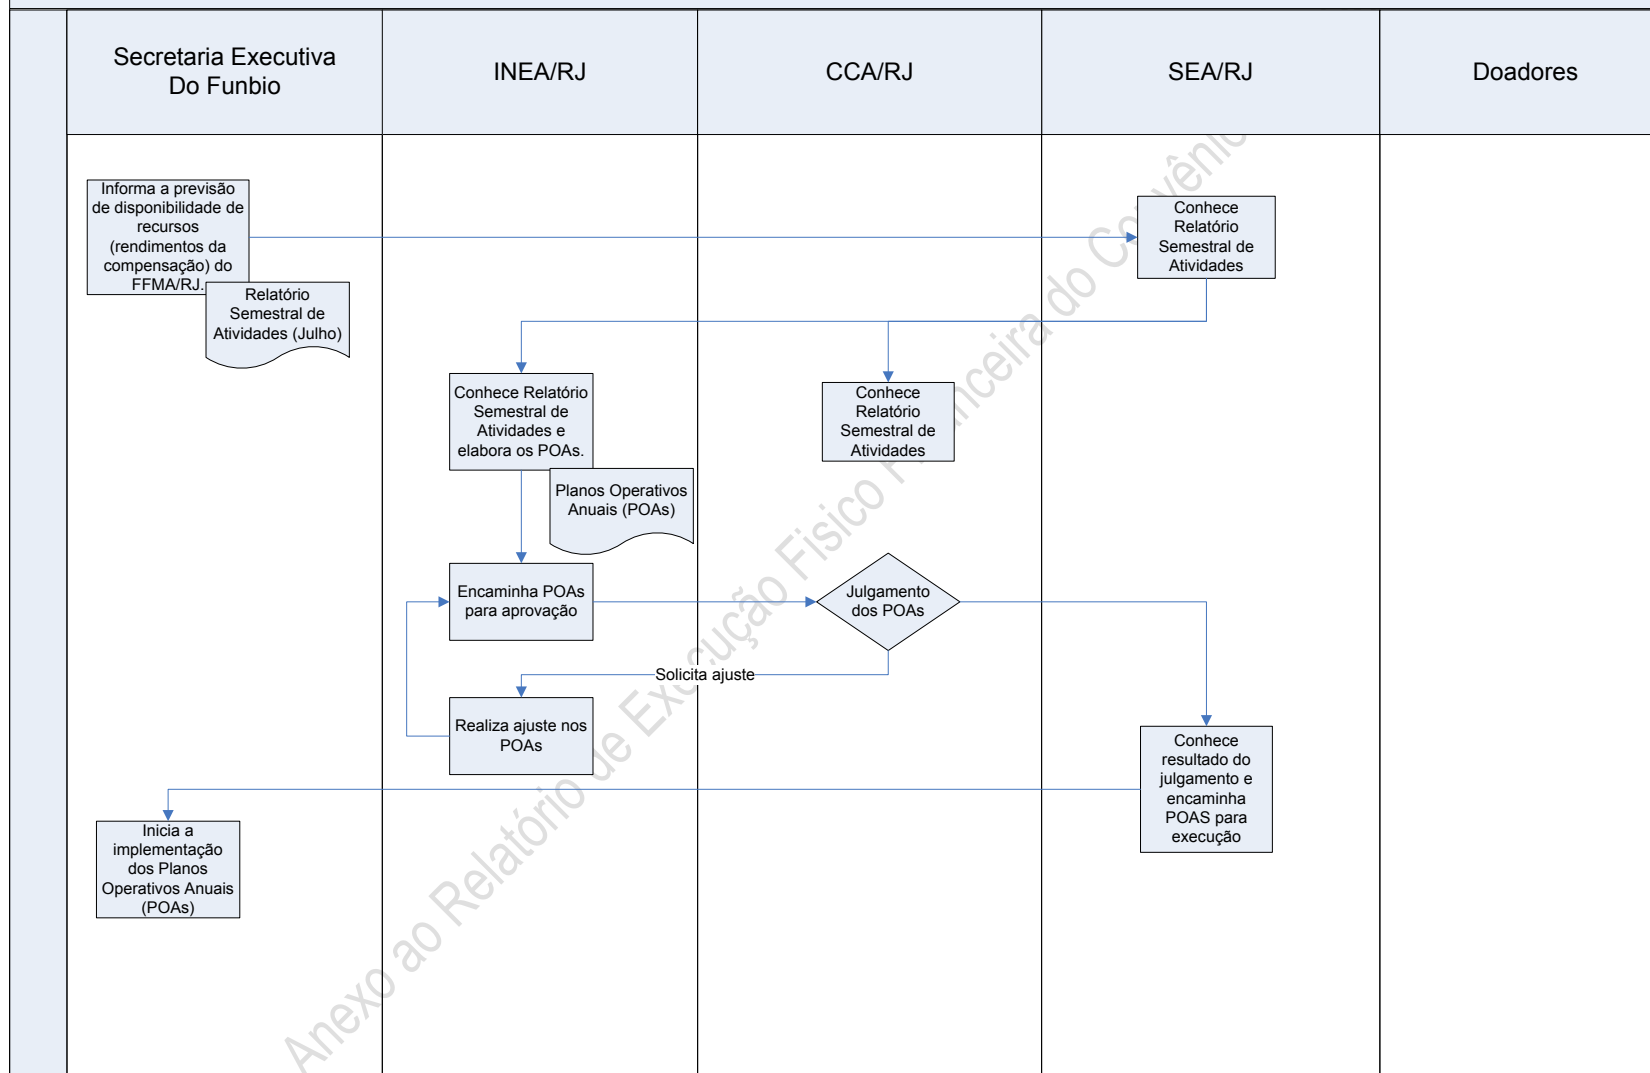 Secretaria Executiva
Do Funbio
INEA/RJ
CCA/RJ
SEA/RJ
Doadores
Informa a previsão
de disponibilidade de
recursos
(rendimentos da
compensação) do
FFMA/RJ.
Relatório
Semestral de
Atividades (Julho)
Conhece
Relatório
Semestral de
Atividades
Conhece Relatório
Semestral de
Atividades e
elabora os POAs.
Conhece
Relatório
Semestral de
Atividades
Planos Operativos
Anuais (POAs)
Encaminha POAs
para aprovação
Julgamento
dos POAs
Solicita ajuste
Realiza ajuste nos
POAs
Conhece
resultado do
julgamento e
encaminha
POAS para
execução
Inicia a
implementação
dos Planos
Operativos Anuais
(POAs)
Anexo ao Relatório de Execução Fisico Financeira do Convênio